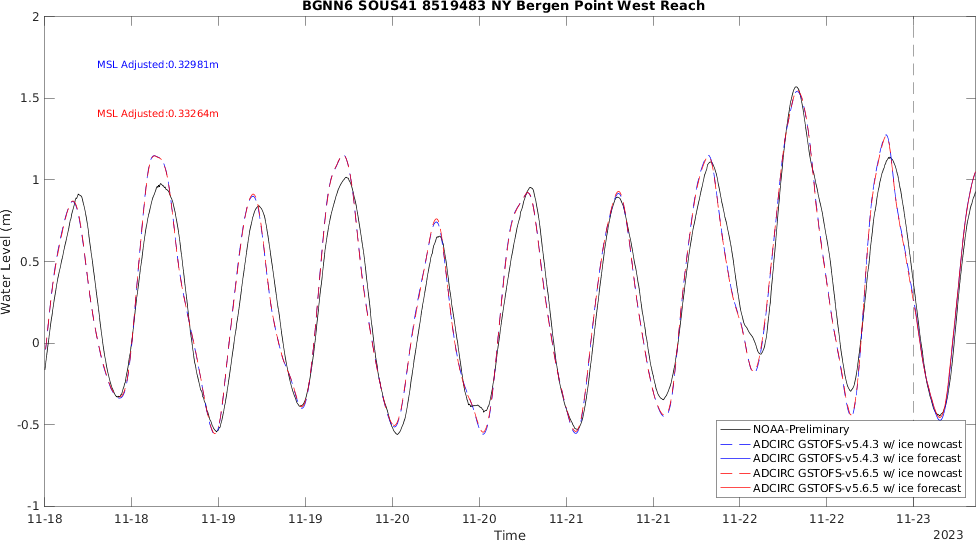 BGNN6 SOUS41 8519483 NY Bergen Point West Reach
2
MSL Adjusted:0.32981m
1.5
MSL Adjusted:0.33264m
1
0.5
0
-0.5
-1
Water Level (m)
NOAA-Preliminary
ADCIRC GSTOFS-v5.4.3 w/ ice nowcast
ADCIRC GSTOFS-v5.4.3 w/ ice forecast
ADCIRC GSTOFS-v5.6.5 w/ ice nowcast
ADCIRC GSTOFS-v5.6.5 w/ ice forecast
11-18 11-18 11-19 11-19 11-20 11-20 11-21 11-21 11-22 11-22 11-23
Time
2023